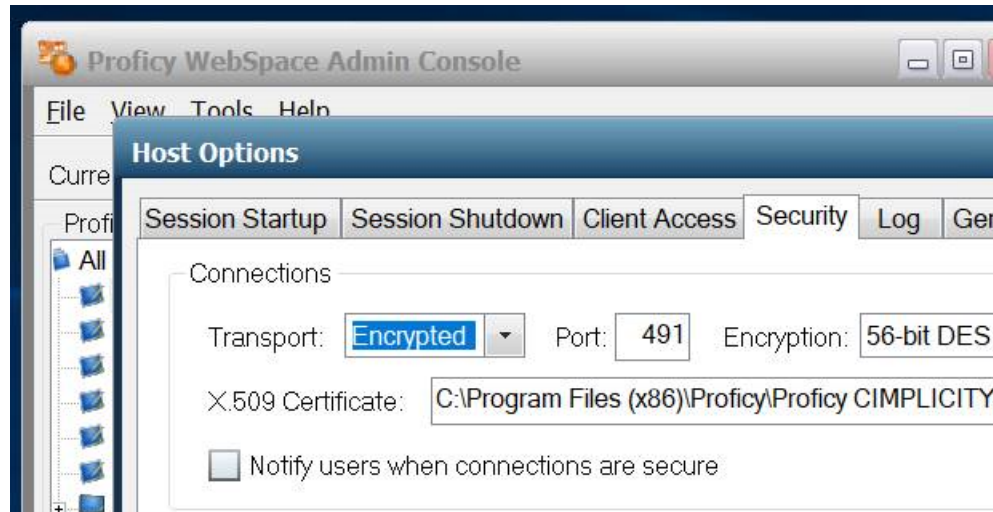 Proficy WebSpace Admin Console
File View Tools Help
Host Options
Curre
Session Startup Session Shutdown Client Access Security Log Ger
Profi
All
Connections
Transport: Encrypted Port: 491 Encryption: 56-bit DES
X.509 Certificate: C:\Program Files (x86)\Proficy\Proficy CIMPLICITY
Notify users when connections are secure